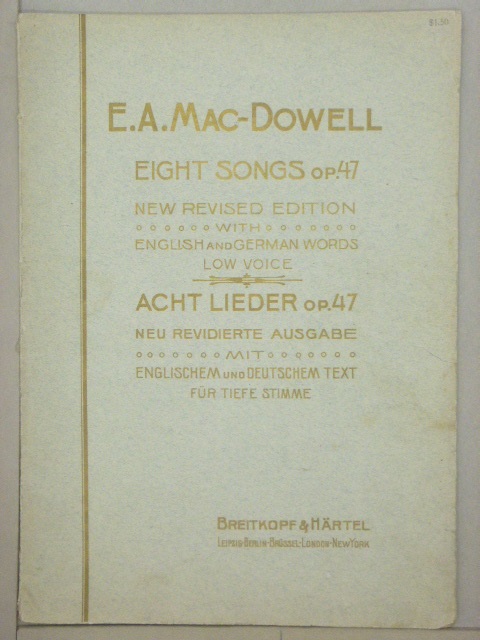 $1.50
E.A. MAC-DOWELL
EIGHT SONGS OP.47
NEW REVISED EDITION
WITH
ENGLISH AND GERMAN WORDS
LOW VOICE
ACHT LIEDER OP.47
NEU REVIDIERTE AUSGABE
MIT
ENGLISCHEM UND DEUTSCHEM TEXT
FÜR TIEFE STIMME
BREITKOPF & HÄRTEL
LEIPZIG·BERLIN·BRÜSSEL·LONDON·NEW YORK